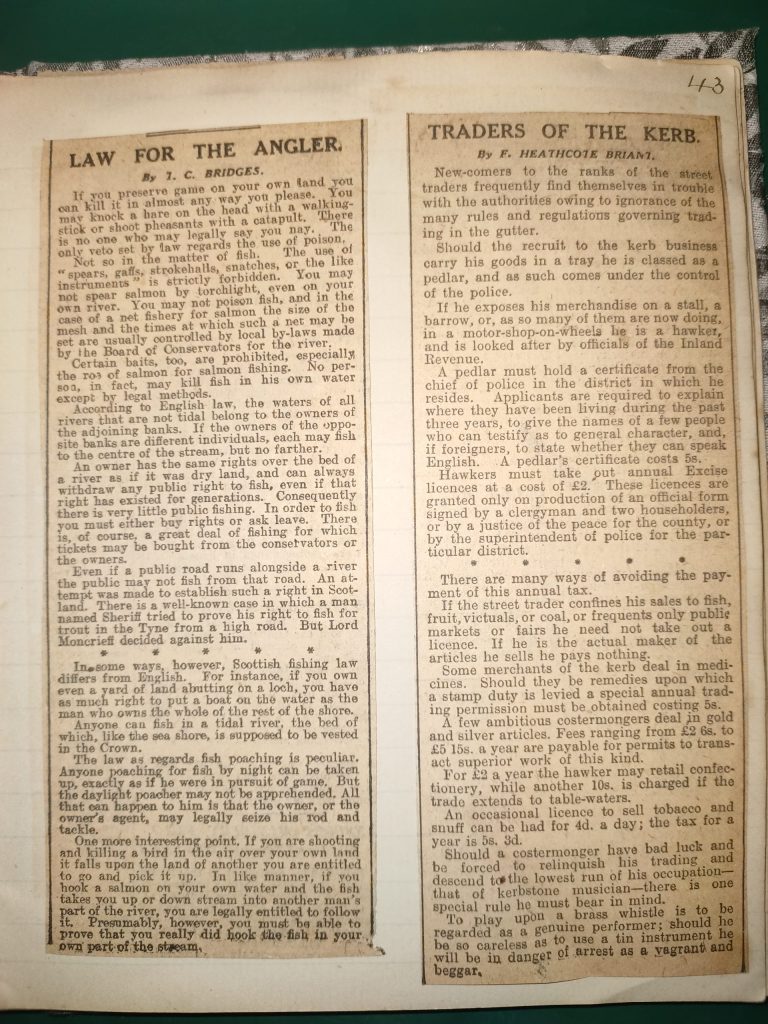 43
LAW FOR THE ANGLER.
By T. C. BRIDGES.
If you preserve game on your own land you
can kill it in almost any way you please. You
may knock a hare on the head with a walking-
stick or shoot pheasants with a catapult. There
is no one who may legally say you nay. The
only veto set by law regards the use of poison.
Not so in the matter of fish. The use of
"spears, gaffs, strokehalls, snatches, or the like
instruments" is strictly forbidden. You may
not spear salmon by torchlight, even on your
own river. You may not poison fish, and in the
case of a net fishery for salmon the size of the
mesh and the times at which such a net may be
set are usually controlled by local by-laws made
by the Board of Conservators for the river.
Certain baits, too, are prohibited, especially
the roe of salmon for salmon fishing. No per-
son, in fact, may kill fish in his own water
except by legal methods.
According to English law, the waters of all
rivers that are not tidal belong to the owners of
the adjoining banks. If the owners of the oppo-
site banks are different individuals, each may fish
to the centre of the stream, but no farther.
An owner has the same rights over the bed of
a river as if it was dry land, and can always
withdraw any public right to fish, even if that
right has existed for generations. Consequently
there is very little public fishing. In order to fish
you must either buy rights or ask leave. There
is, of course, a great deal of fishing for which
tickets may be bought from the conservators or
the owners.
Even if a public road runs alongside a river
the public may not fish from that road. An at-
tempt was made to establish such a right in Scot-
land. There is a well-known case in which a man
named Sheriff tried to prove his right to fish for
trout in the Tyne from a high road. But Lord
Moncrieff decided against him.
* * * * *
In some ways, however, Scottish fishing law
differs from English. For instance, if you own
even a yard of land abutting on a loch, you have
as much right to put a boat on the water as the
man who owns the whole of the rest of the shore.
Anyone can fish in a tidal river, the bed of
which, like the sea shore, is supposed to be vested
in the Crown.
The law as regards fish poaching is peculiar.
Anyone poaching for fish by night can be taken
up, exactly as if he were in pursuit of game. But
the daylight poacher may not be apprehended. All
that can happen to him is that the owner, or the
owner's agent, may legally seize his rod and
tackle.
One more interesting point. If you are shooting
and killing a bird in the air over your own land
it falls upon the land of another you are entitled
to go and pick it up. In like manner, if you
hook a salmon on your own water and the fish
takes you up or down stream into another man's
part of the river, you are legally entitled to follow
it. Presumably, however, you must be able to
prove that you really did hook the fish in your
own part of the stream.
TRADERS OF THE KERB.
By F. HEATHCOTE BRIANT.
New-comers to the ranks of the street
traders frequently find themselves in trouble
with the authorities owing to ignorance of the
many rules and regulations governing trad-
ing in the gutter.
Should the recruit to the kerb business
carry his goods in a tray he is classed as a
pedlar, and as such comes under the control
of the police.
If he exposes his merchandise on a stall, a
barrow, or, as so many of them are now doing,
in a motor-shop-on-wheels he is a hawker,
and is looked after by officials of the Inland
Revenue.
A pedlar must hold a certificate from the
chief of police in the district in which he
resides. Applicants are required to explain
where they have been living during the past
three years, to give the names of a few people
who can testify as to general character, and,
if foreigners, to state whether they can speak
English. A pedlar's certificate costs 5s.
Hawkers must take out annual Excise
licences at a cost of £2. These licences are
granted only on production of an official form
signed by a clergyman and two householders,
or by a justice of the peace for the county, or
by the superintendent of police for the par-
ticular district.
* * * * *
There are many ways of avoiding the pay-
ment of this annual tax.
If the street trader confines his sales to fish,
fruit, victuals, or coal, or frequents only public
markets or fairs he need not take out a
licence. If he is the actual maker of the
articles he sells he pays nothing.
Some merchants of the kerb deal in medi-
cines. Should they be remedies upon which
a stamp duty is levied a special annual trad-
ing permission must be obtained costing 5s.
A few ambitious costermongers deal in gold
and silver articles. Fees ranging from £2 6s. to
£5 15s. a year are payable for permits to trans-
act superior work of this kind.
For £2 a year the hawker may retail confec-
tionery, while another 10s. is charged if the
trade extends to table-waters.
An occasional licence to sell tobacco and
snuff can be had for 4d. a day; the tax for a
year is 5s. 3d.
Should a costermonger have bad luck and
be forced to relinquish his trading and
descend to the lowest run of his occupation—
that of kerbstone musician—there is one
special rule he must bear in mind.
To play upon a brass whistle is to be
regarded as a genuine performer; should he
be so careless as to use a tin instrument he
will be in danger of arrest as a vagrant and
beggar.